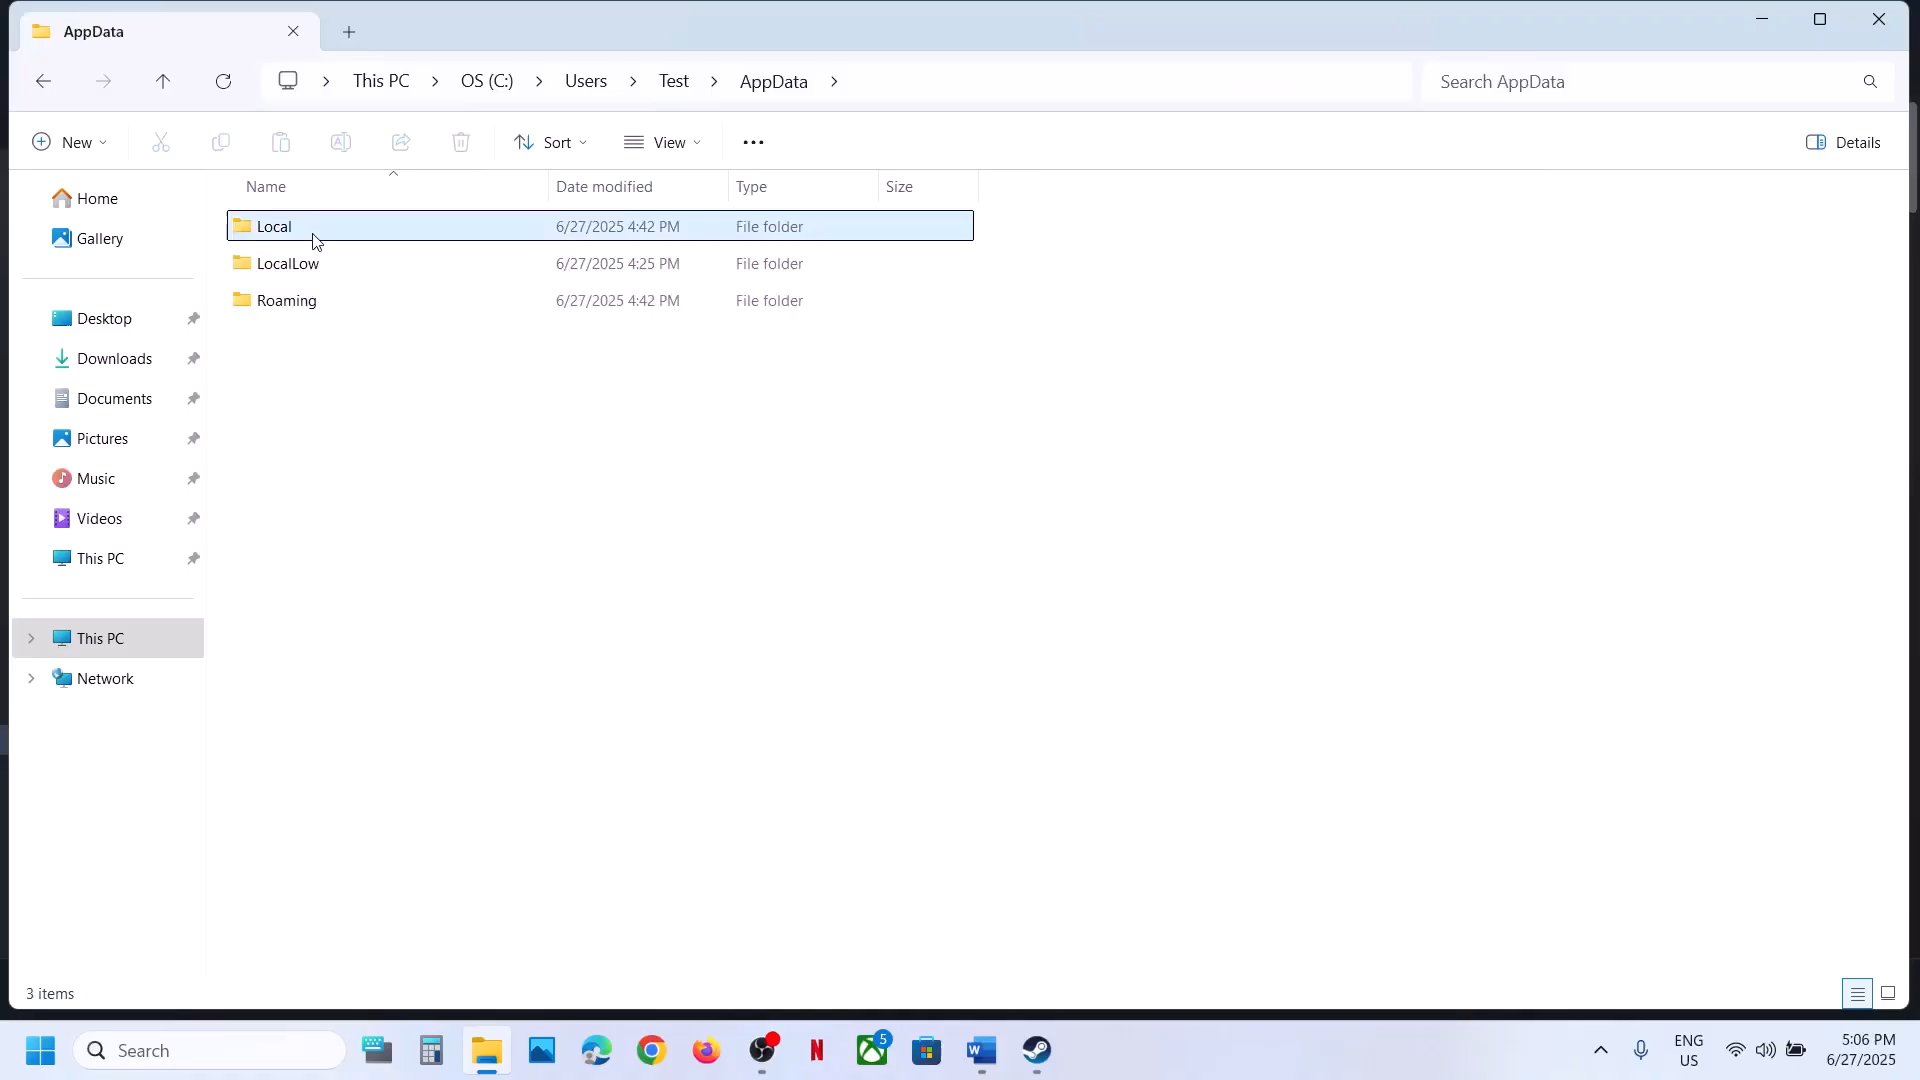 AppData
This PC > OS (C:) > Users > Test > AppData >
Search AppData
New
Sort
View
Details
Name
Date modified
Type
Size
Local 6/27/2025 4:42 PM File folder
LocalLow 6/27/2025 4:25 PM File folder
Roaming 6/27/2025 4:42 PM File folder
Home
Gallery
Desktop
Downloads
Documents
Pictures
Music
Videos
This PC
This PC
Network
3 items
Search
5
ENG
US
5:06 PM
6/27/2025